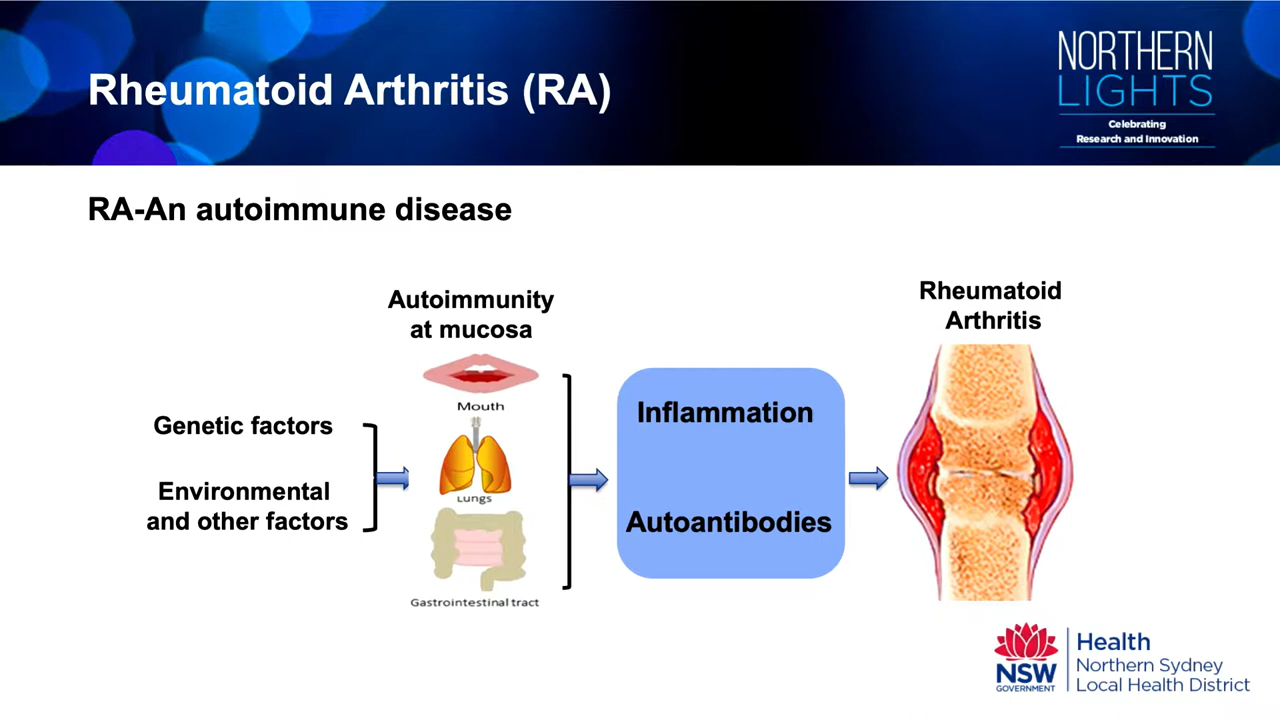 Rheumatoid Arthritis (RA)
NORTHERN
LIGHTS
Celebrating
Research and Innovation
RA-An autoimmune disease
Genetic factors
Environmental
and other factors
Autoimmunity
at mucosa
Mouth
Lungs
Gastrointestinal tract
Inflammation
Autoantibodies
Rheumatoid
Arthritis
NSW
GOVERNMENT
Health
Northern Sydney
Local Health District